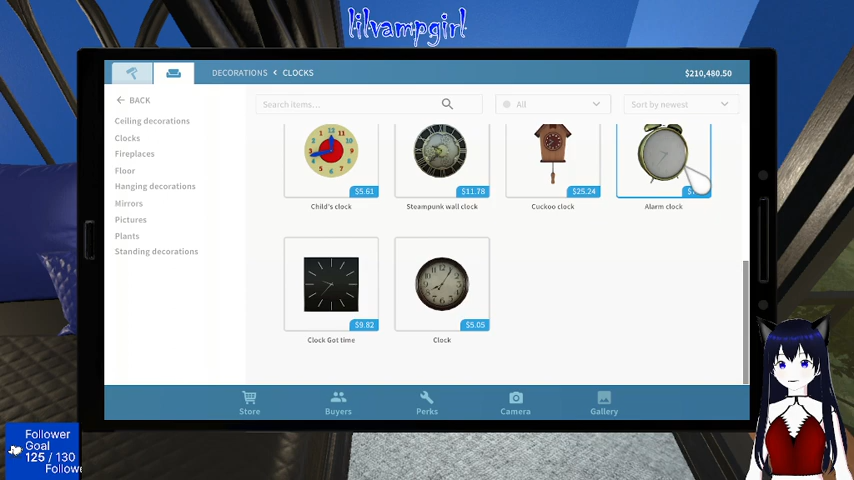 lilvampgirl
DECORATIONS < CLOCKS
$210,480.50
BACK
Search items...
All
Sort by newest
Ceiling decorations
Clocks
Fireplaces
Floor
Hanging decorations
Mirrors
Pictures
Plants
Standing decorations
$5.61
$11.78
$25.24
Child's clock
Steampunk wall clock
Cuckoo clock
Alarm clock
$9.82
$5.05
Clock Got time
Clock
Store
Buyers
Perks
Camera
Gallery
Follower
Goal
125 / 130
Followe